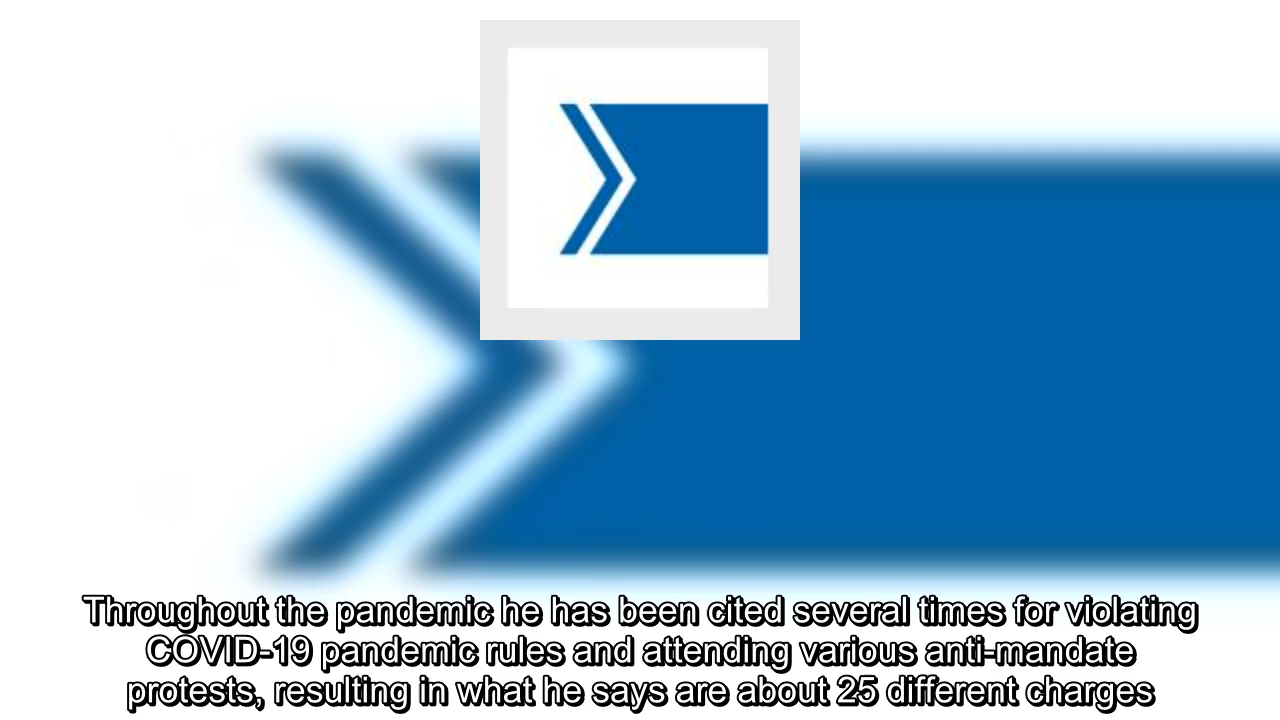 Throughout the pandemic he has been cited several times for violating
COVID-19 pandemic rules and attending various anti-mandate
protests, resulting in what he says are about 25 different charges